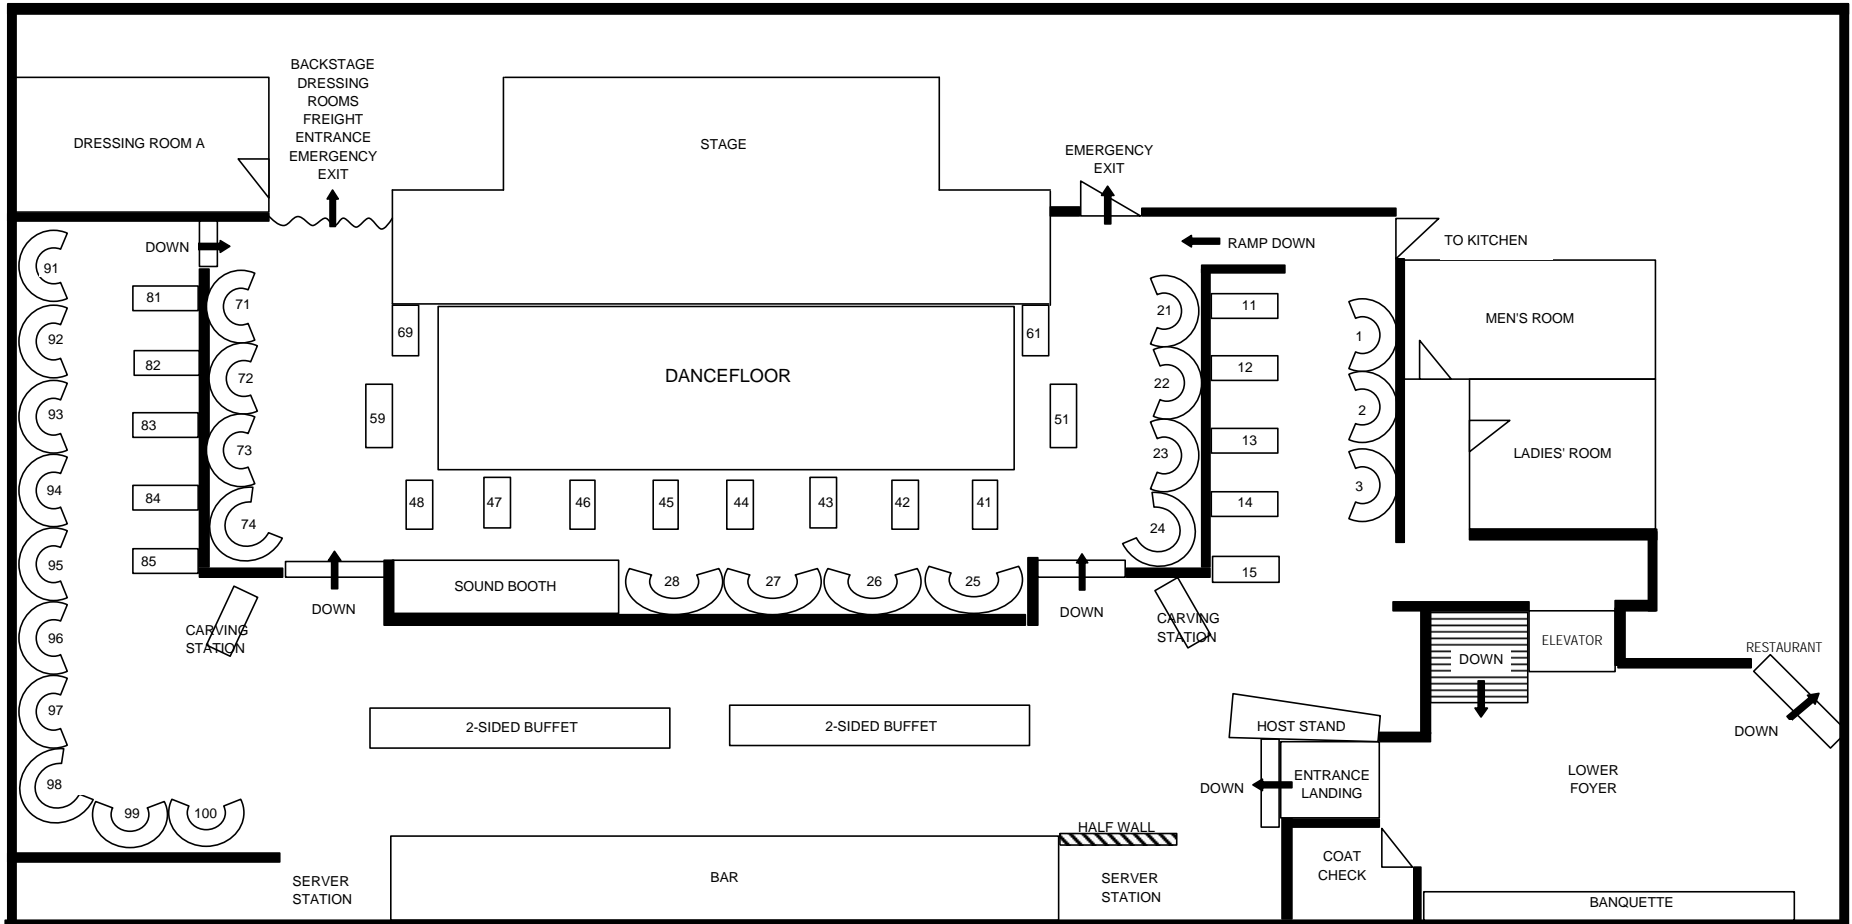 BACKSTAGE
DRESSING
ROOMS
FREIGHT
ENTRANCE
EMERGENCY
EXIT
DRESSING ROOM A
STAGE
EMERGENCY
EXIT
DOWN
RAMP DOWN
TO KITCHEN
91
81
71
69
61
21
11
MEN'S ROOM
92
82
72
DANCEFLOOR
22
12
1
93
83
73
59
51
23
13
2
LADIES' ROOM
94
84
74
48
47
46
45
44
43
42
41
24
14
3
95
85
SOUND BOOTH
28
27
26
25
15
DOWN
DOWN
96
CARVING
STATION
CARVING
STATION
ELEVATOR
DOWN
RESTAURANT
97
2-SIDED BUFFET
2-SIDED BUFFET
HOST STAND
DOWN
98
DOWN
ENTRANCE
LANDING
LOWER
FOYER
99
100
HALF WALL
SERVER
STATION
BAR
SERVER
STATION
COAT
CHECK
BANQUETTE